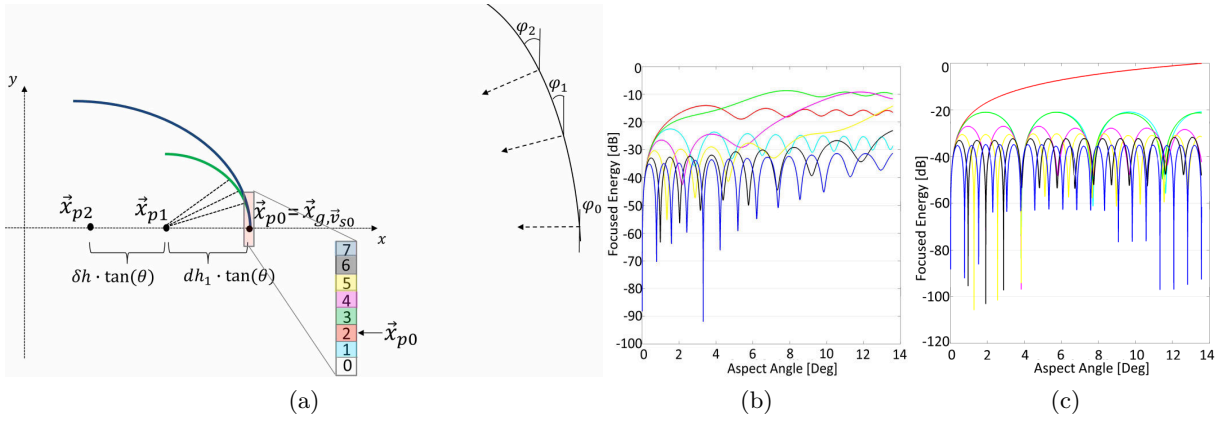 y
x
φ₂
φ₁
φ₀
x⃗p2
x⃗p1
x⃗p0 = x⃗g,v⃗s0
δh · tan(θ)
dh₁ · tan(θ)
7
6
5
4
3
2
1
0
x⃗p0
(a)
Focused Energy [dB]
0
-10
-20
-30
-40
-50
-60
-70
-80
-90
-100
0 2 4 6 8 10 12 14
Aspect Angle [Deg]
(b)
Focused Energy [dB]
0
-20
-40
-60
-80
-100
-120
0 2 4 6 8 10 12 14
Aspect Angle [Deg]
(c)